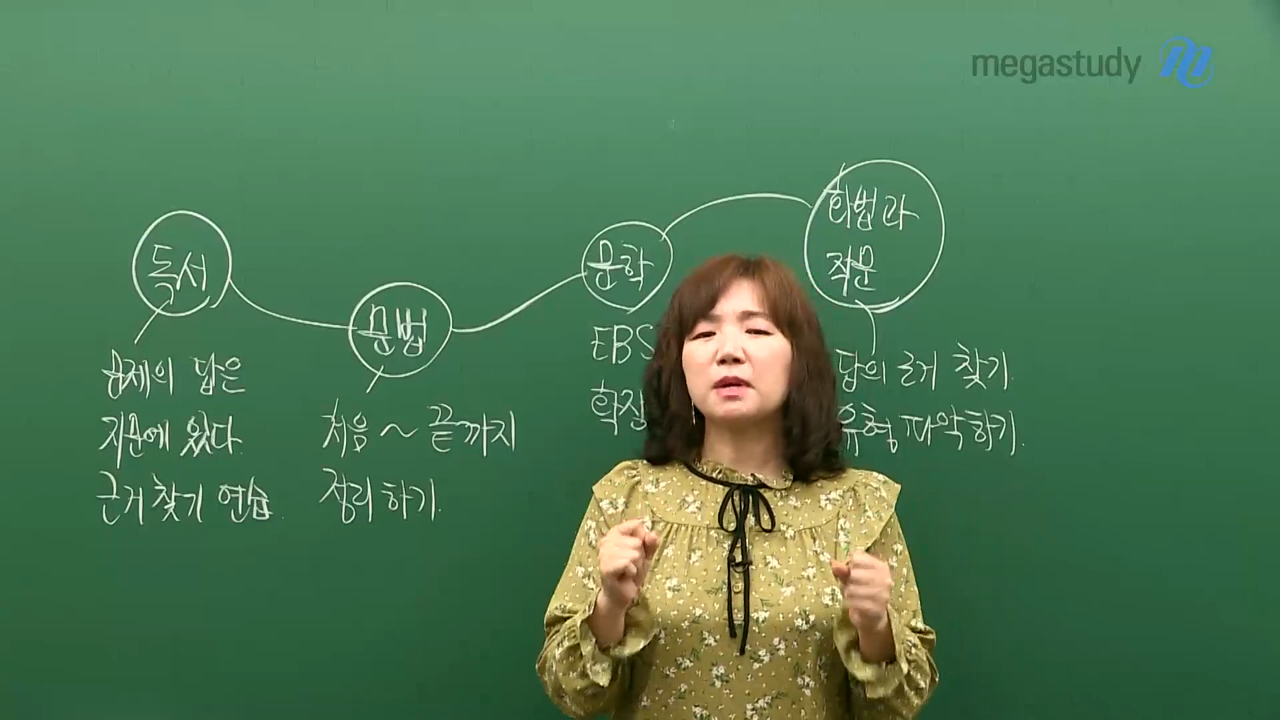 megastudy
독서
문제의 답은
지문에 있다.
근거 찾기 연습.
문법
처음 ~ 끝까지
정리하기.
문학
EBS
확장
화법과
작문
답의 근거 찾기.
유형 파악하기.